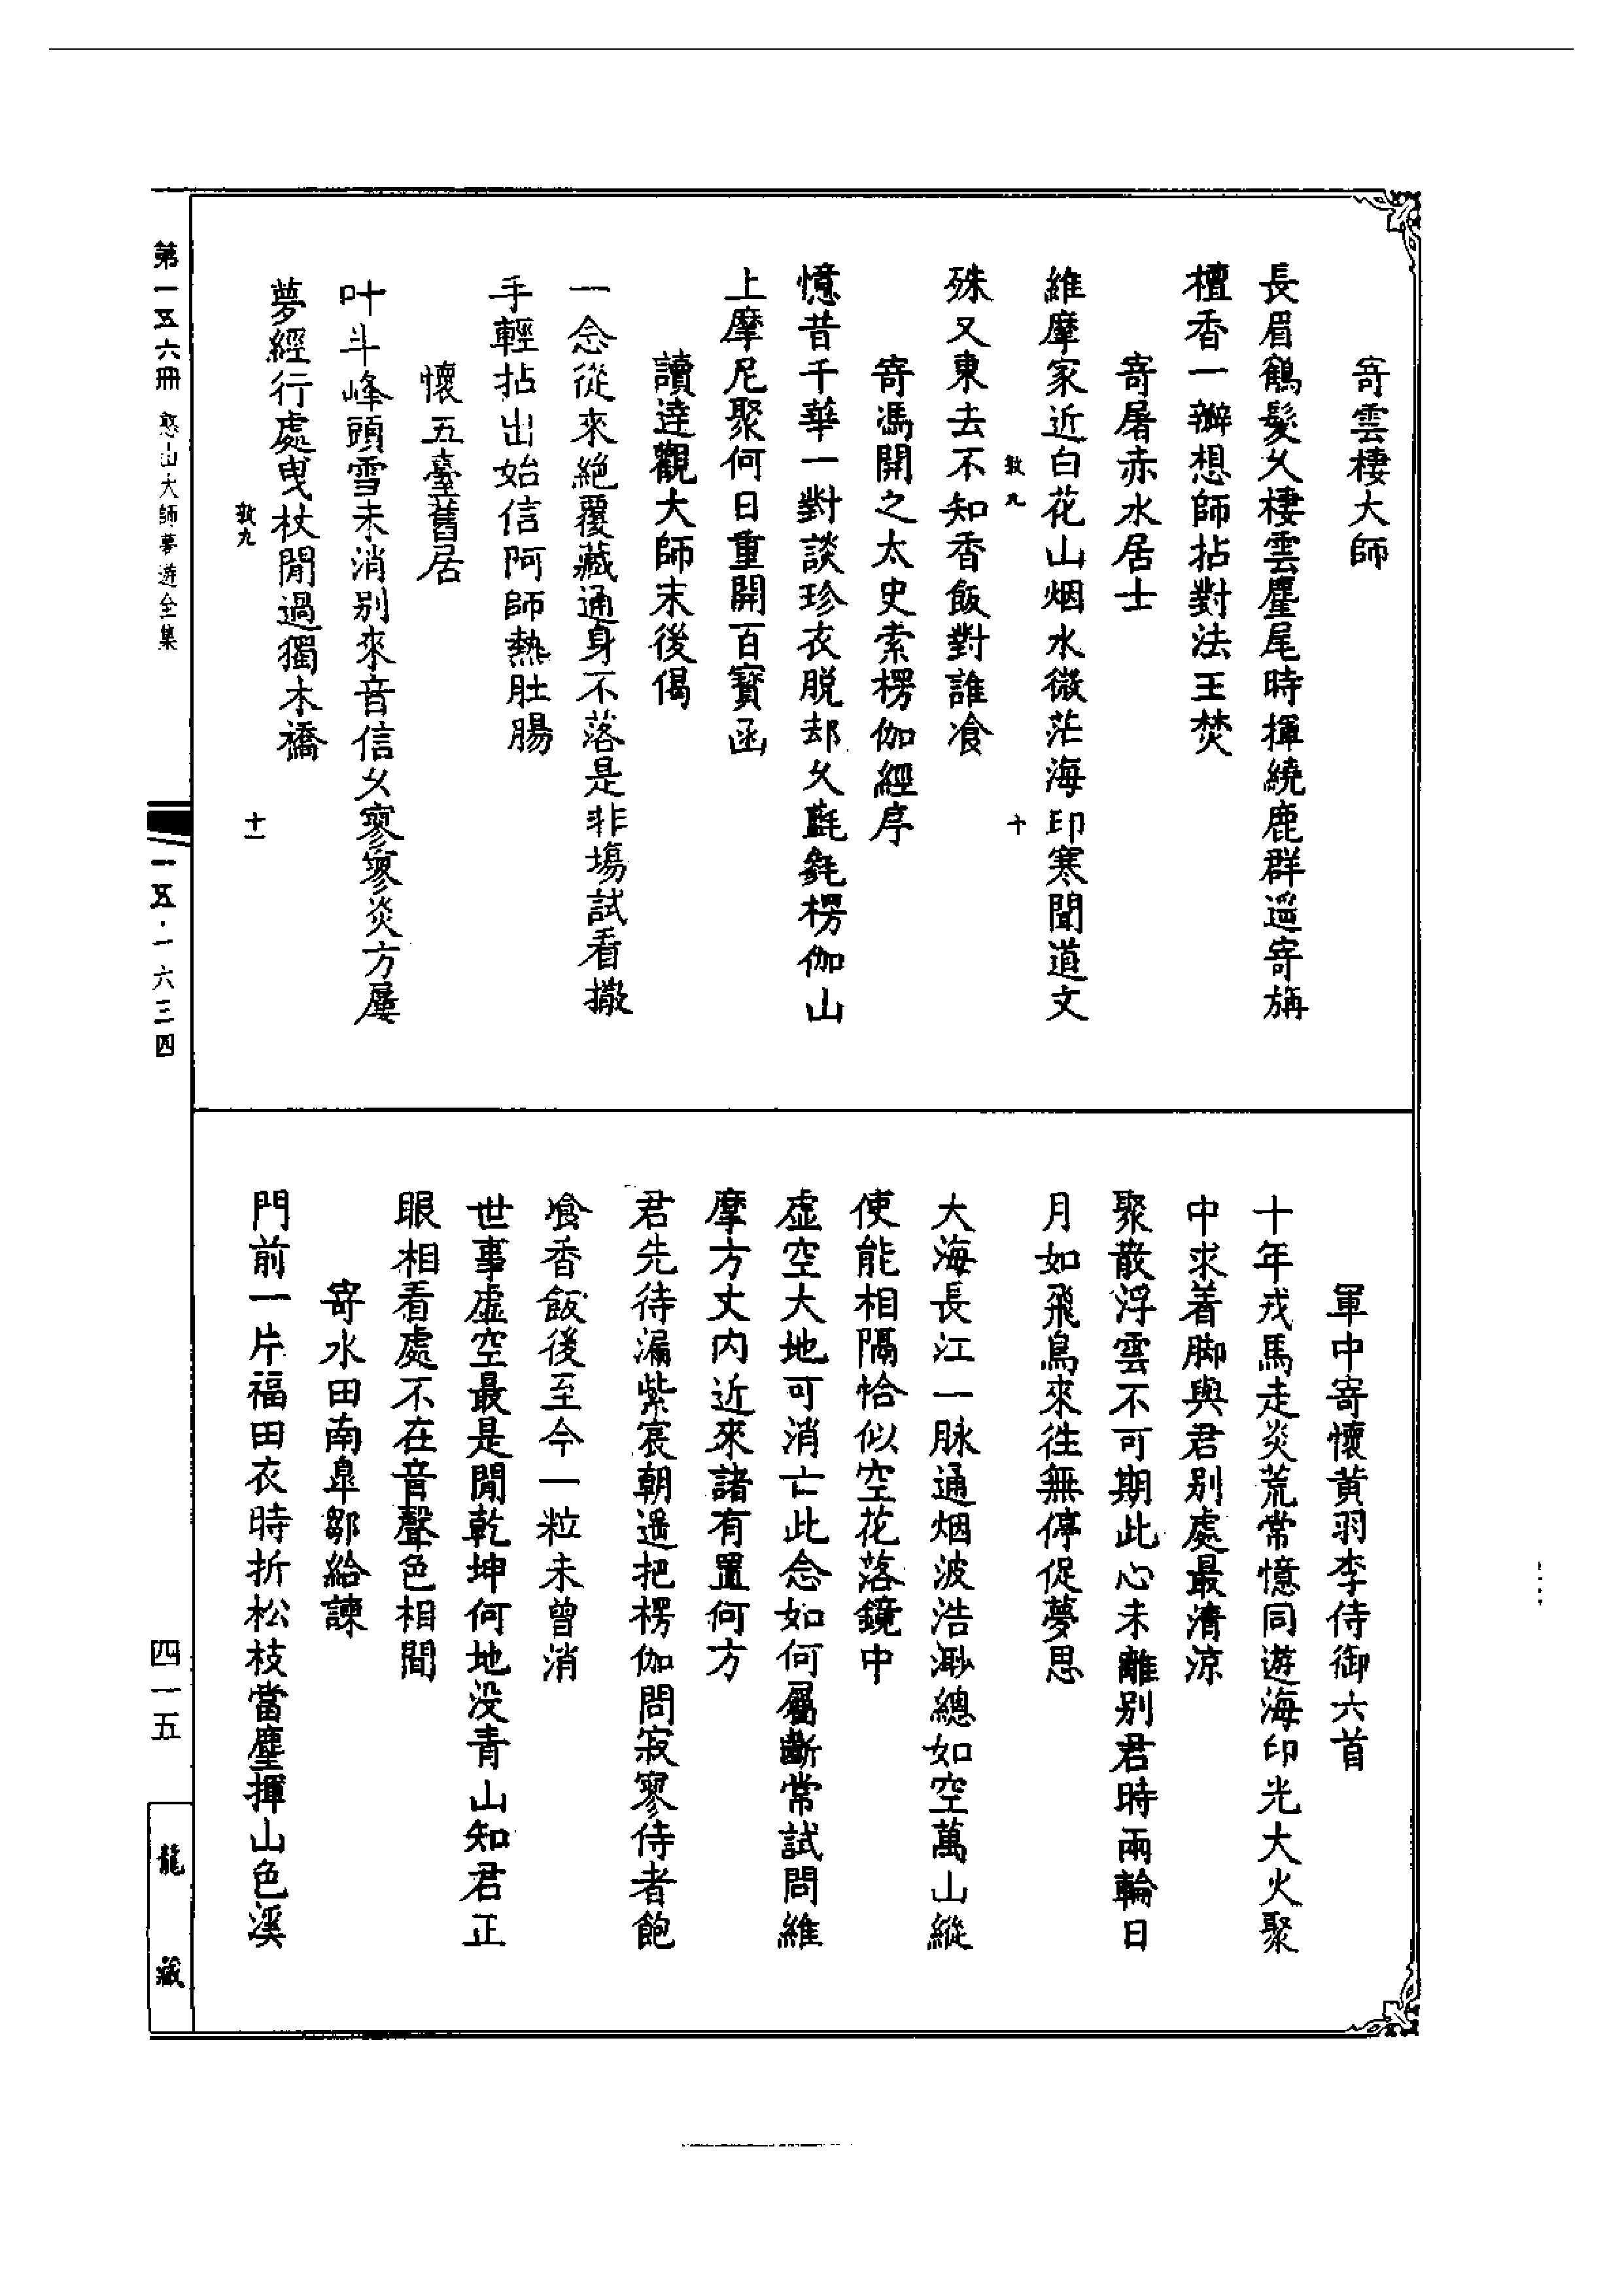 寄雲棲大師
長眉鶴髮久棲雲麈尾時揮繞鹿群遥寄旃
檀香一瓣想師拈對法王焚
寄屠赤水居士
維摩家近白花山烟水微茫海印寒聞道文
敦九
十
殊又東去不知香飯對誰飡
寄馮開之太史索楞伽經序
憶昔千華一對談珍衣脫却久毿毿楞伽山
上摩尼聚何日重開百寳函
讀達觀大師末後偈
一念從來絶覆藏通身不落是非塲試看撒
手輕拈出始信阿師熱肚腸
懷五臺舊居
叶斗峰頭雪未消别來音信久寥寥炎方屢
夢經行處曳杖閒過獨木橋
敦九
十一
軍中寄懷黄羽李侍御六首
十年戎馬走炎荒常憶同遊海印光大火聚
中求着脚與君别處最清涼
聚散浮雲不可期此心未離别君時兩輪日
月如飛鳥來徃無停促夢思
大海長江一脉通烟波浩渺總如空萬山縱
使能相隔恰似空花落鏡中
虚空大地可消亡此念如何屬斷常試問維
摩方丈内近來諸有置何方
君先待漏紫宸朝遥把楞伽問寂寥侍者飽
飡香飯後至今一粒未曾消
世事虚空最是閒乾坤何地没青山知君正
眼相看處不在音聲色相間
寄水田南臯鄒給諫
門前一片福田衣時折松枝當麈揮山色溪
第一五六冊 憨山大師夢遊全集
一五·一六三四
四一五
龍藏